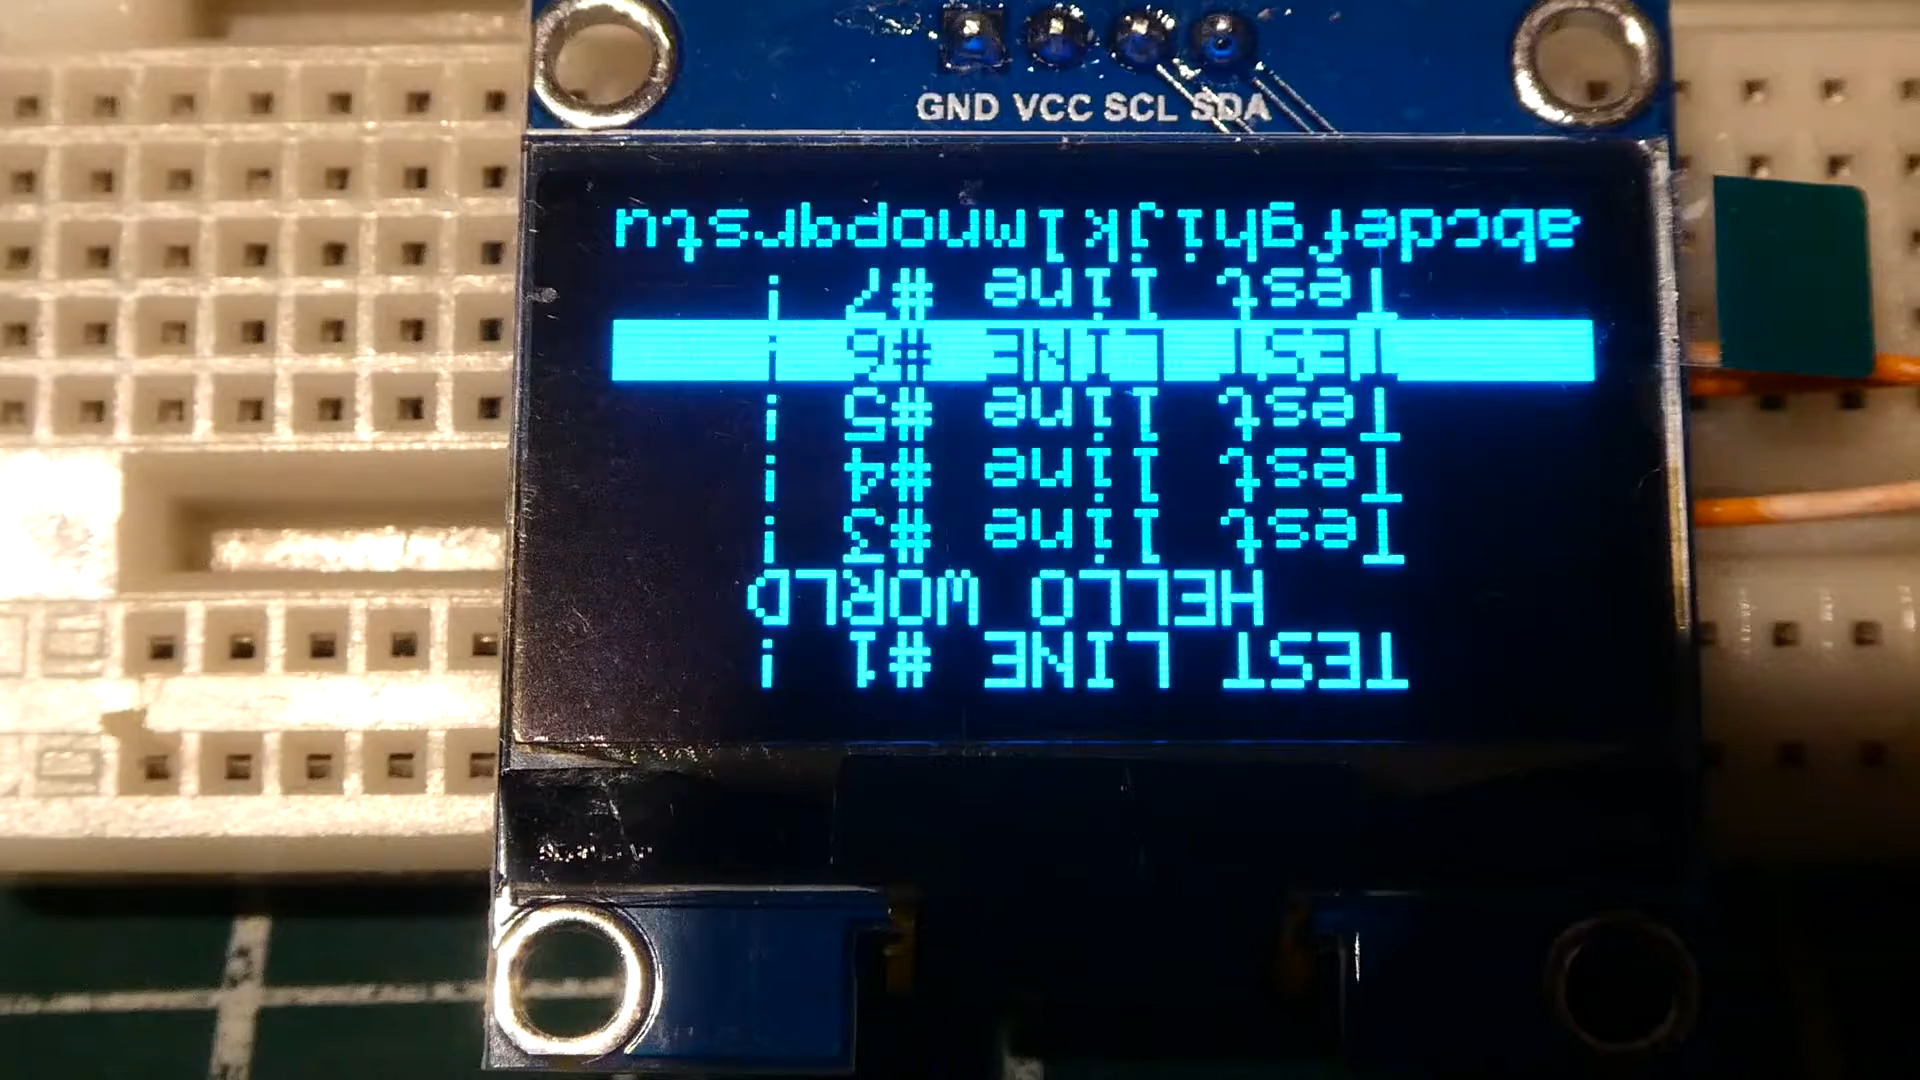 GND VCC SCL SDA
TEST LINE #1 !
HELLO WORLD
Test line #3 !
Test line #4 !
Test line #5 !
TEST LINE #6 !
Test line #7 !
abcdefghijklmnopqrstu